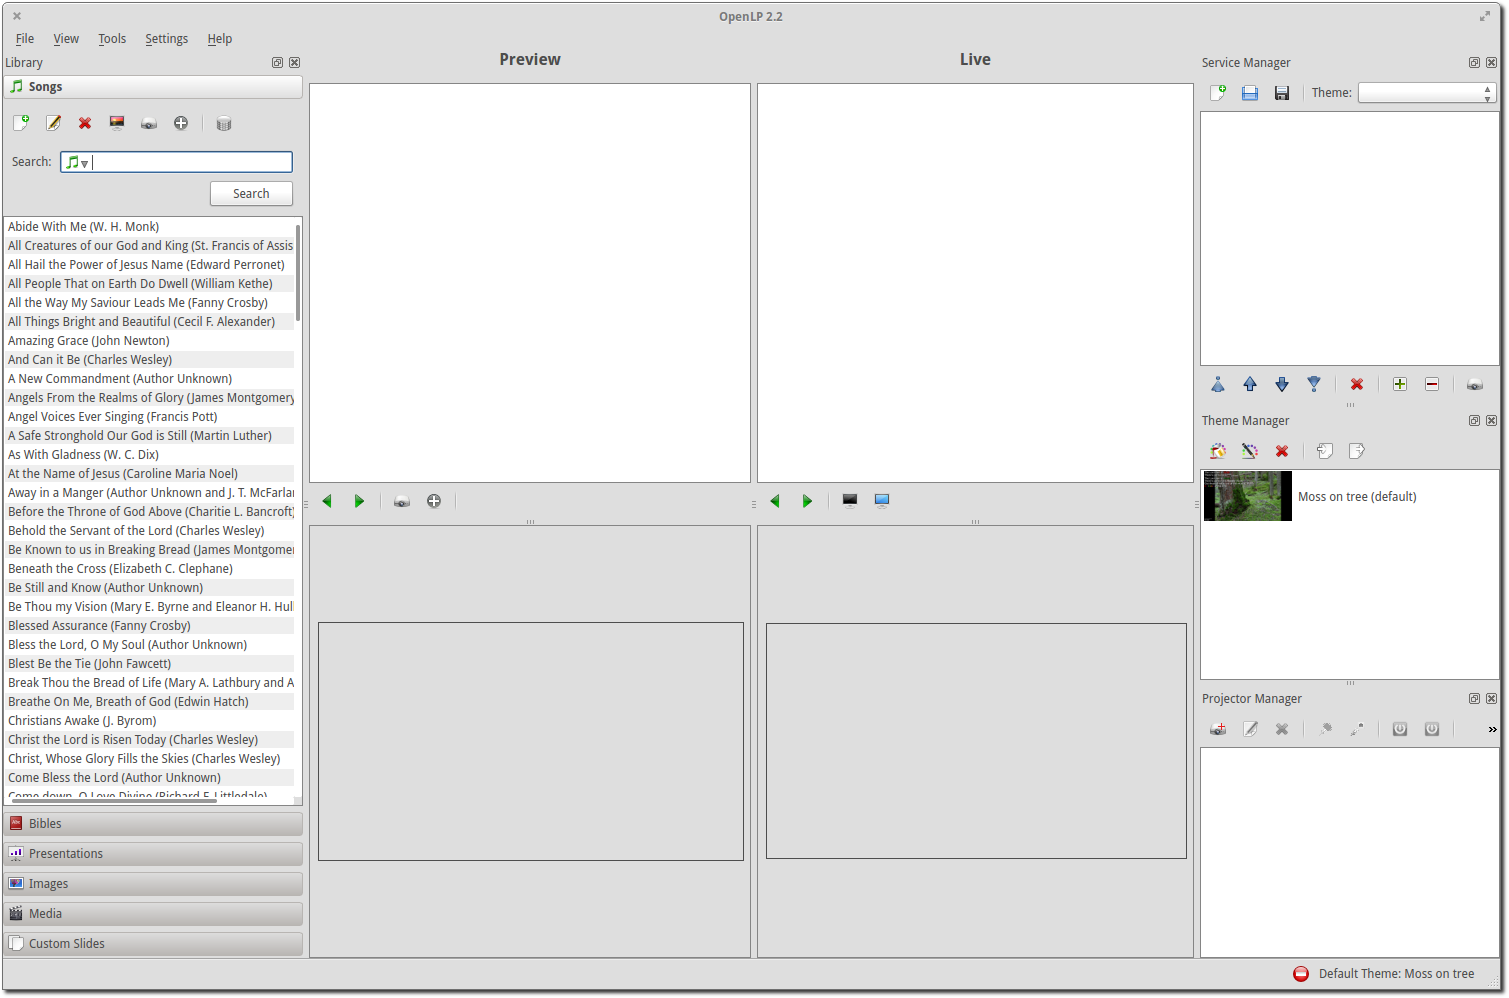 OpenLP 2.2
File View Tools Settings Help
Library
Songs
Search:
Search
Abide With Me (W. H. Monk)
All Creatures of our God and King (St. Francis of Assis
All Hail the Power of Jesus Name (Edward Perronet)
All People That on Earth Do Dwell (William Kethe)
All the Way My Saviour Leads Me (Fanny Crosby)
All Things Bright and Beautiful (Cecil F. Alexander)
Amazing Grace (John Newton)
And Can it Be (Charles Wesley)
A New Commandment (Author Unknown)
Angels From the Realms of Glory (James Montgomery
Angel Voices Ever Singing (Francis Pott)
A Safe Stronghold Our God is Still (Martin Luther)
As With Gladness (W. C. Dix)
At the Name of Jesus (Caroline Maria Noel)
Away in a Manger (Author Unknown and J. T. McFarlan
Before the Throne of God Above (Charitie L. Bancroft)
Behold the Servant of the Lord (Charles Wesley)
Be Known to us in Breaking Bread (James Montgomer
Beneath the Cross (Elizabeth C. Clephane)
Be Still and Know (Author Unknown)
Be Thou my Vision (Mary E. Byrne and Eleanor H. Hull
Blessed Assurance (Fanny Crosby)
Bless the Lord, O My Soul (Author Unknown)
Blest Be the Tie (John Fawcett)
Break Thou the Bread of Life (Mary A. Lathbury and A
Breathe On Me, Breath of God (Edwin Hatch)
Christians Awake (J. Byrom)
Christ the Lord is Risen Today (Charles Wesley)
Christ, Whose Glory Fills the Skies (Charles Wesley)
Come Bless the Lord (Author Unknown)
Come down, O Love Divine (Richard F. Littledale)
Bibles
Presentations
Images
Media
Custom Slides
Preview
Live
Service Manager
Theme:
Theme Manager
Moss on tree (default)
Projector Manager
Default Theme: Moss on tree